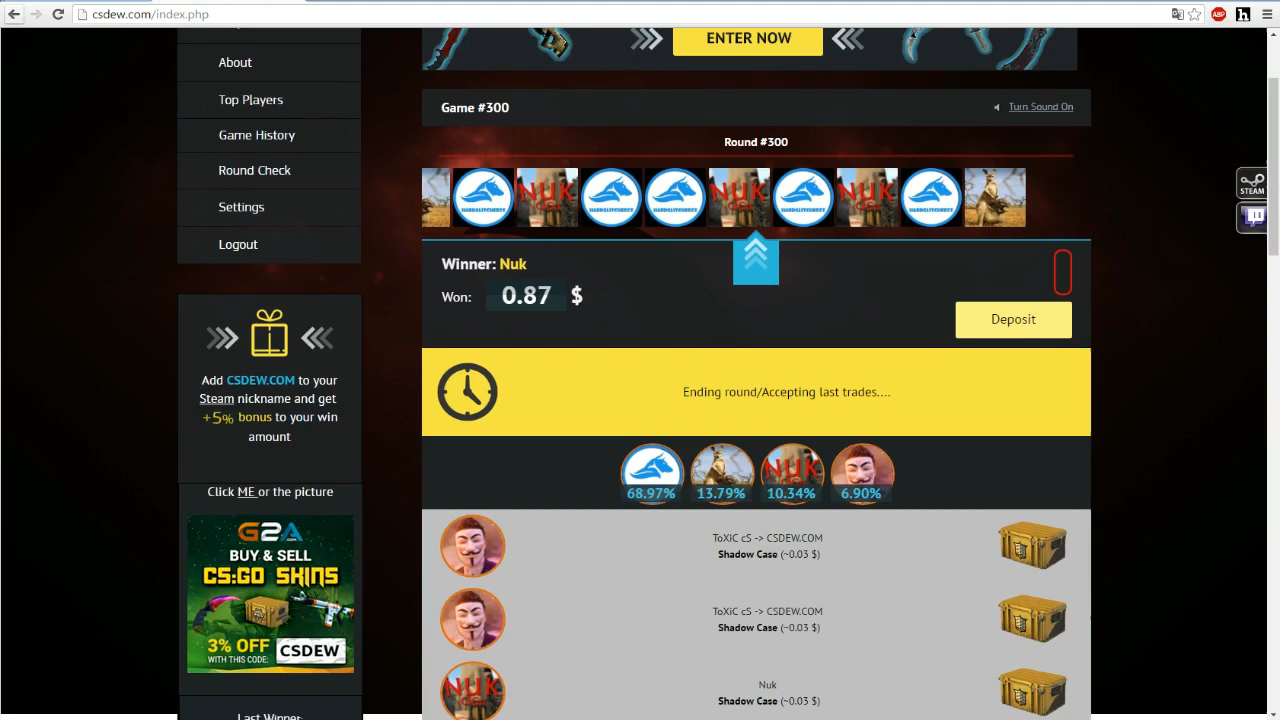 csdew.com/index.php
ABP
h
About
Top Players
Game History
Round Check
Settings
Logout
Add CSDEW.COM to your
Steam nickname and get
+5% bonus to your win
amount
Click ME or the picture
G2A
.COM
BUY & SELL
CS:GO SKINS
3% OFF
WITH THIS CODE:
CSDEW
Last Winner:
ENTER NOW
Game #300
Turn Sound On
Round #300
NUK
NUK
NUK
Winner: Nuk
Won: 0.87 $
Deposit
Ending round/Accepting last trades....
NUK
68.97%
13.79%
10.34%
6.90%
ToXiC cS -> CSDEW.COM
Shadow Case (~0.03 $)
ToXiC cS -> CSDEW.COM
Shadow Case (~0.03 $)
NUK
Nuk
Shadow Case (~0.03 $)
STEAM